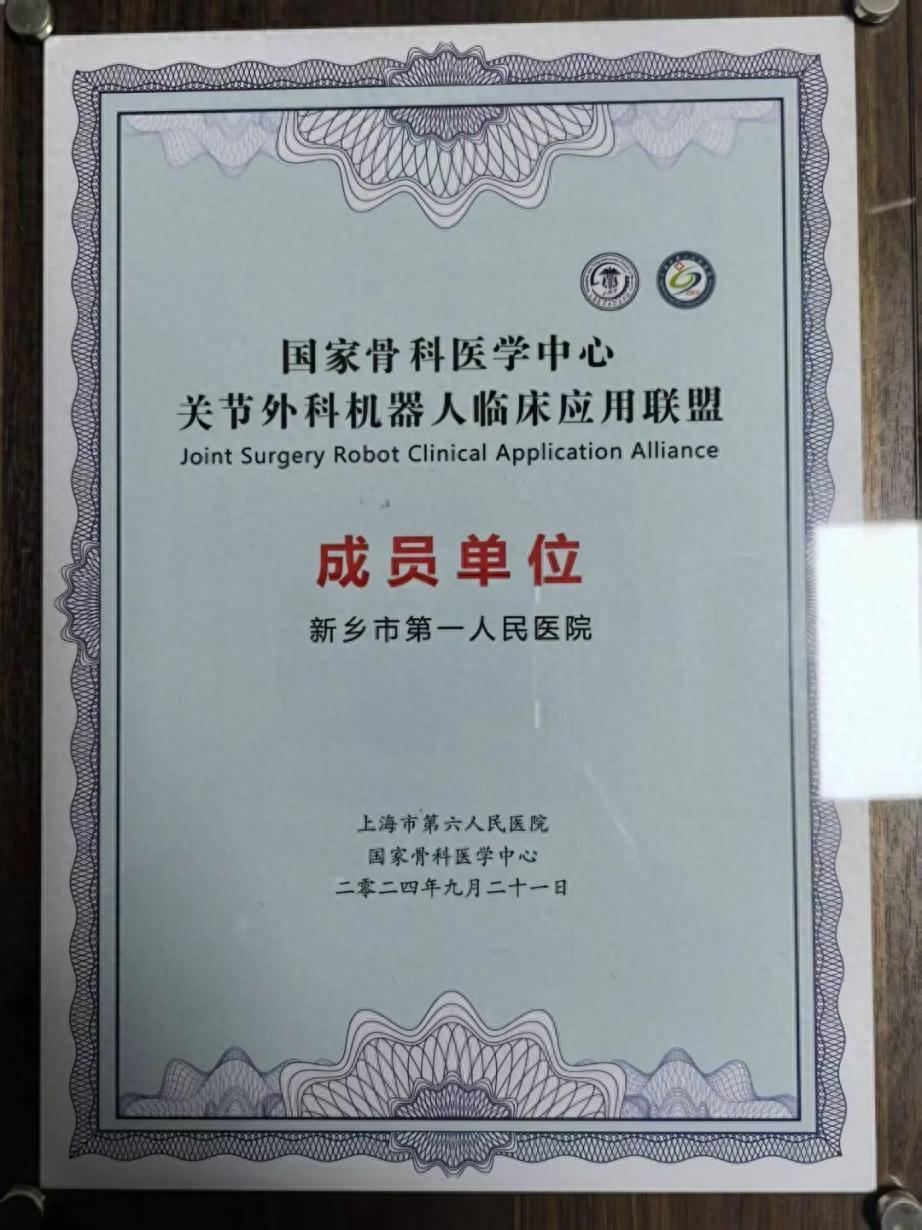 国家骨科医学中心
关节外科机器人临床应用联盟
Joint Surgery Robot Clinical Application Alliance
成员单位
新乡市第一人民医院
上海市第六人民医院
国家骨科医学中心
二零二四年九月二十一日